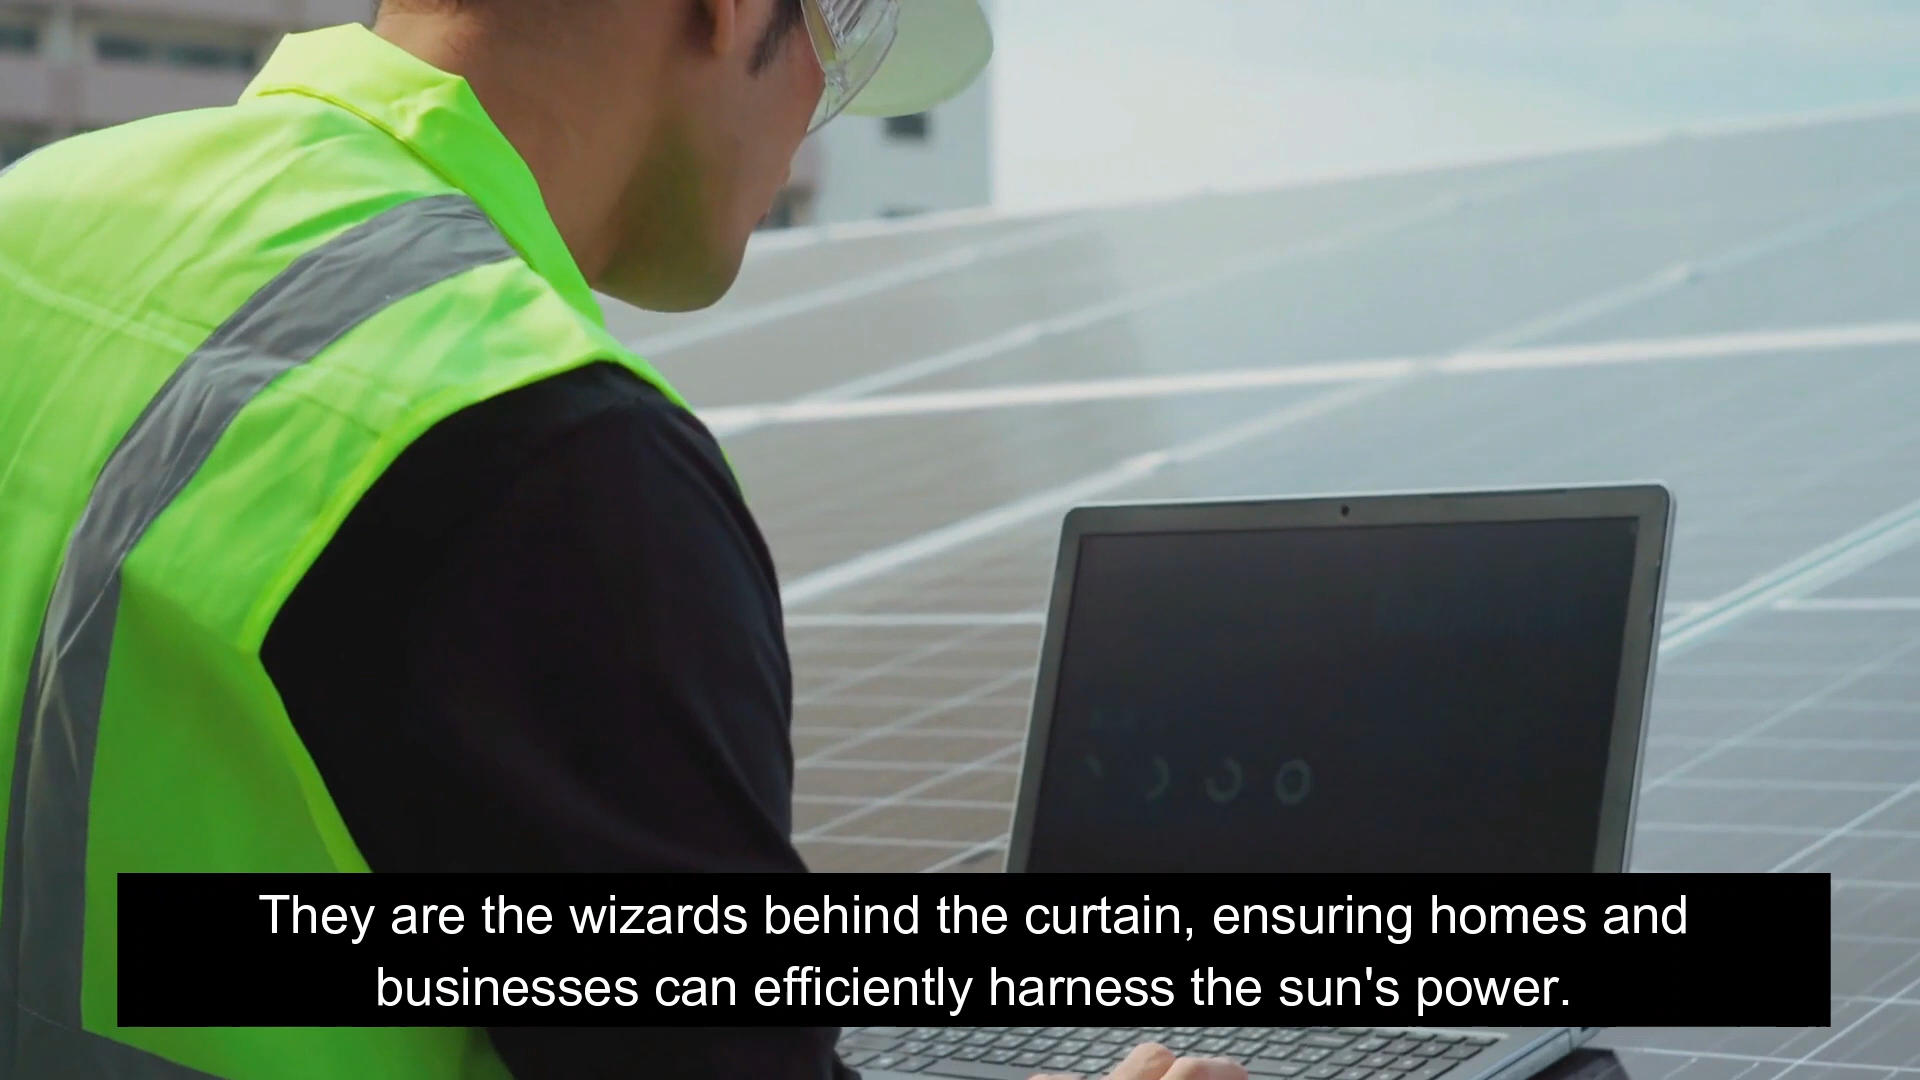 They are the wizards behind the curtain, ensuring homes and
businesses can efficiently harness the sun's power.